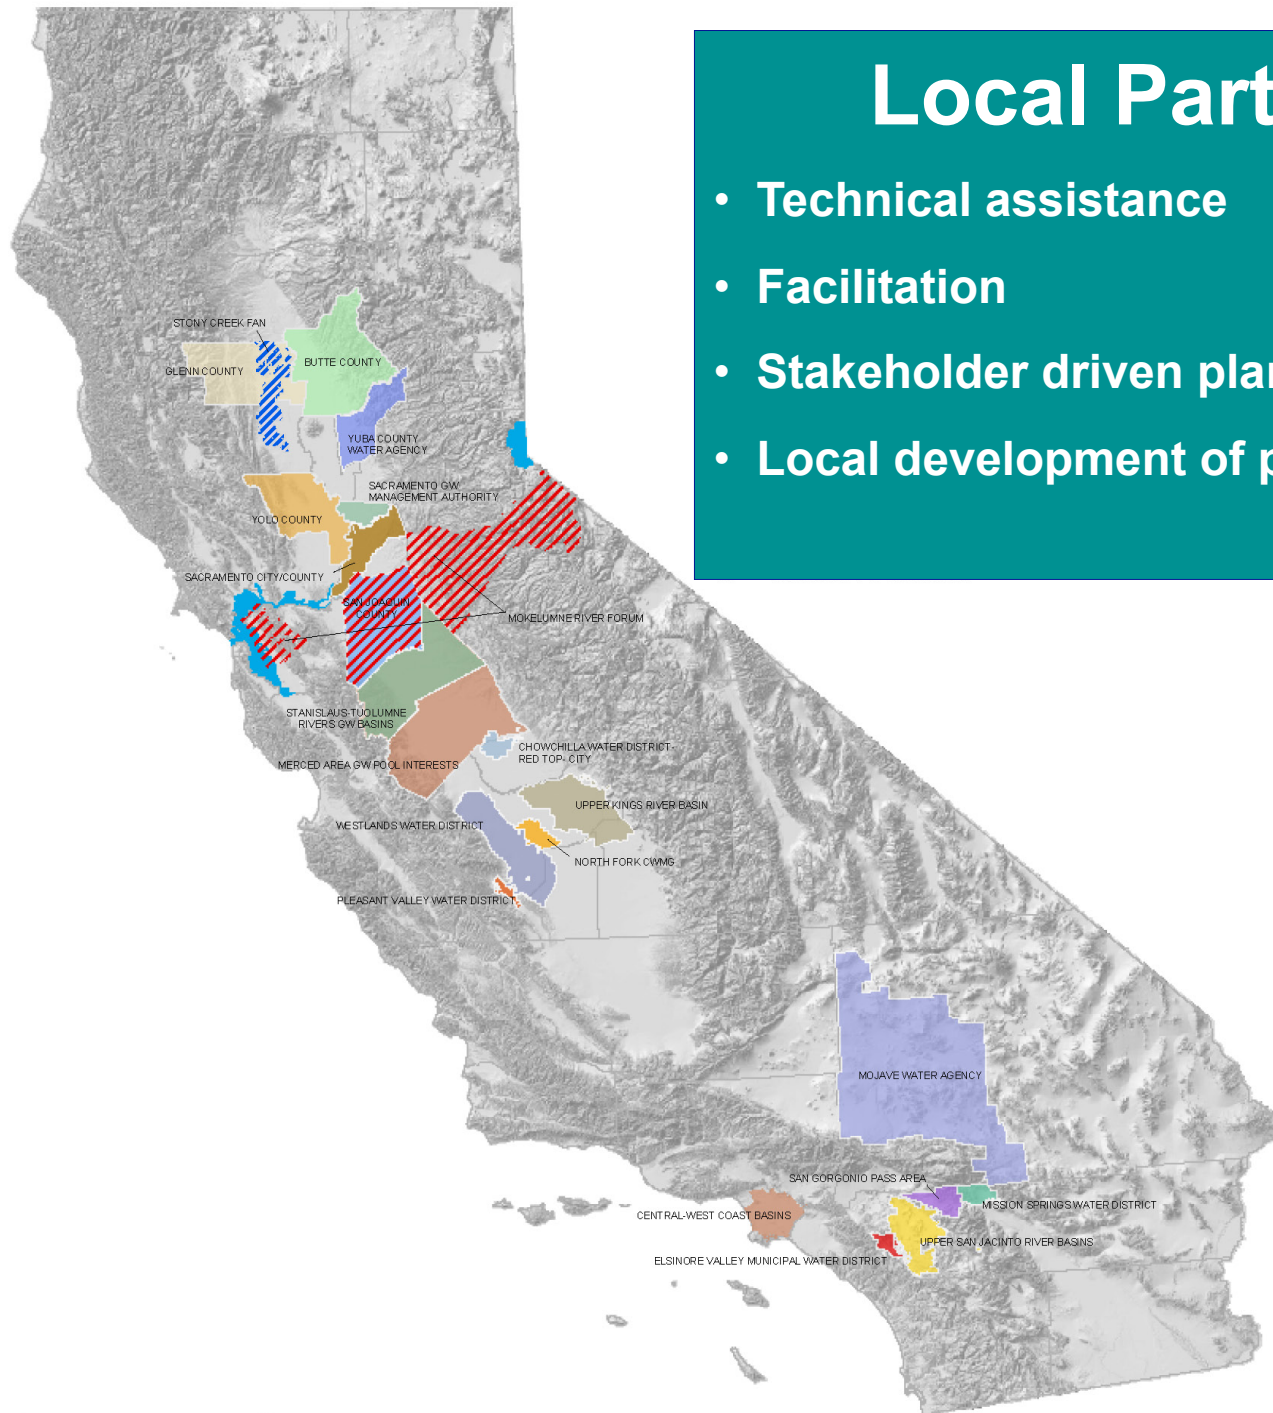 Local Part
• Technical assistance
• Facilitation
• Stakeholder driven plan
• Local development of p
STONY CREEK FAN
GLENN COUNTY
BUTTE COUNTY
YUBA COUNTY
WATER AGENCY
SACRAMENTO GW
MANAGEMENT AUTHORITY
YOLO COUNTY
SACRAMENTO CITY/COUNTY
SAN JOAQUIN
COUNTY
MOKELUMNE RIVER FORUM
STANISLAUS-TUOLUMNE
RIVERS GW BASINS
MERCED AREA GW POOL INTERESTS
CHOWCHILLA WATER DISTRICT-
RED TOP- CITY
UPPER KINGS RIVER BASIN
WESTLANDS WATER DISTRICT
NORTH FORK CWMG
PLEASANT VALLEY WATER DISTRICT
MOJAVE WATER AGENCY
SAN GORGONIO PASS AREA
MISSION SPRINGS WATER DISTRICT
CENTRAL-WEST COAST BASINS
UPPER SAN JACINTO RIVER BASINS
ELSINORE VALLEY MUNICIPAL WATER DISTRICT